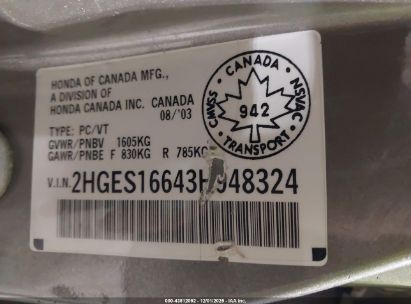 HONDA OF CANADA MFG.,
A DIVISION OF
HONDA CANADA INC. CANADA
08/'03
TYPE: PC/VT
GVWR/PNBV 1605KG
GAWR/PNBE F 830KG R 785KG
V.I.N. 2HGES16643H948324
CANADA
CMVSS
NSVAC
942
TRANSPORT